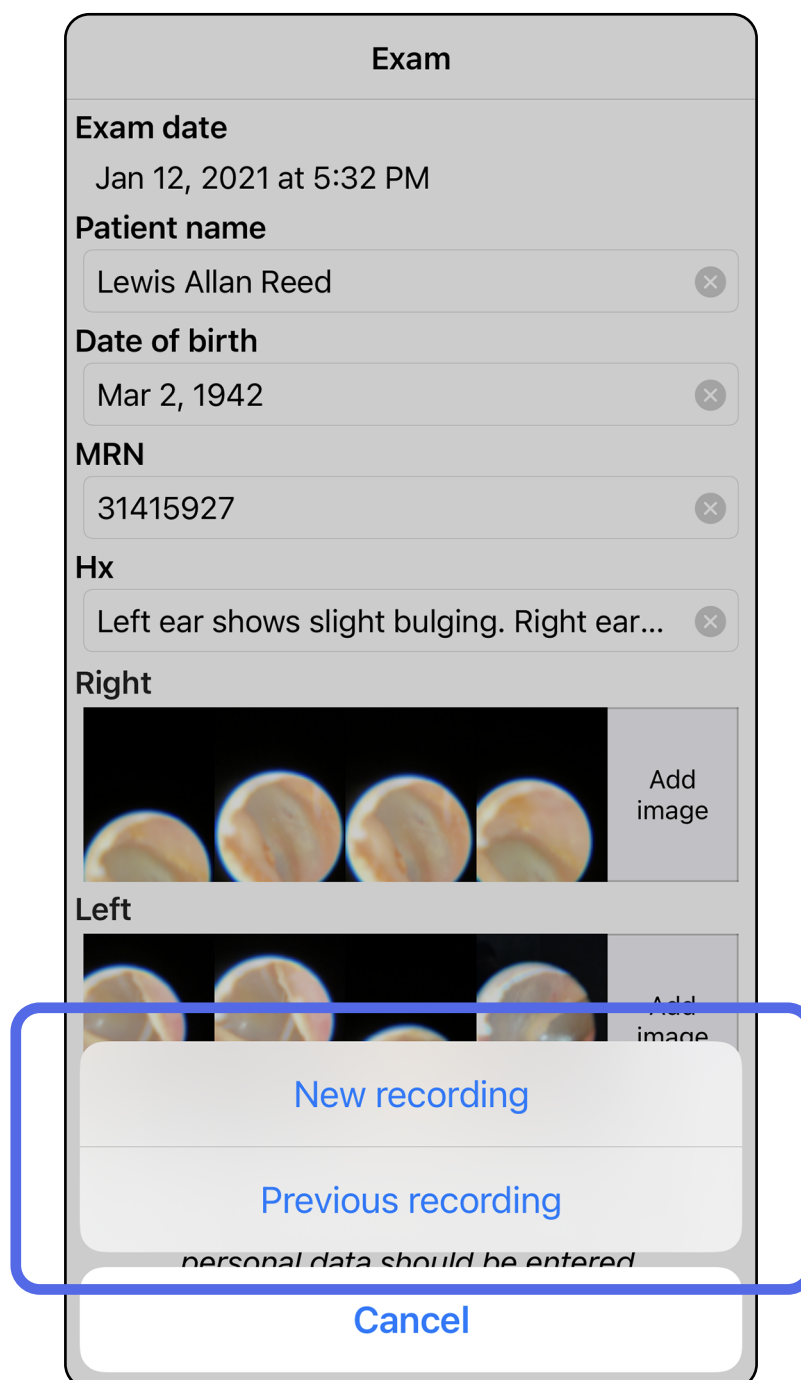 Exam
Exam date
Jan 12, 2021 at 5:32 PM
Patient name
Lewis Allan Reed
Date of birth
Mar 2, 1942
MRN
31415927
Hx
Left ear shows slight bulging. Right ear...
Right
Add
image
Left
Add
image
New recording
Previous recording
personal data should be entered
Cancel